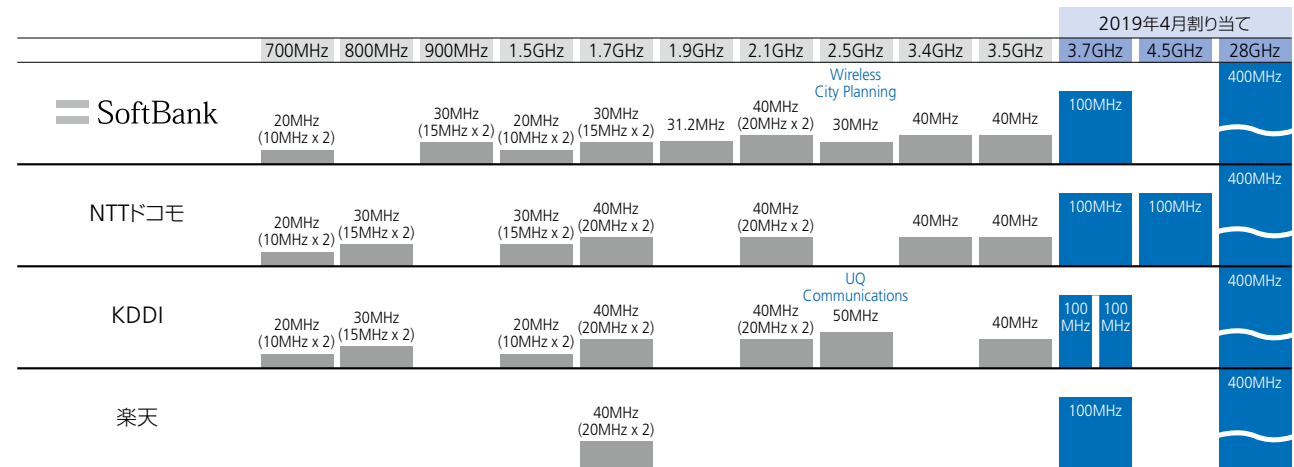 2019年4月割り当て
700MHz 800MHz 900MHz 1.5GHz 1.7GHz 1.9GHz 2.1GHz 2.5GHz 3.4GHz 3.5GHz 3.7GHz 4.5GHz 28GHz
SoftBank
20MHz
(10MHz x 2)
30MHz
(15MHz x 2)
20MHz
(10MHz x 2)
30MHz
(15MHz x 2)
31.2MHz
40MHz
(20MHz x 2)
Wireless
City Planning
30MHz
40MHz
40MHz
100MHz
400MHz
NTTドコモ
20MHz
(10MHz x 2)
30MHz
(15MHz x 2)
30MHz
(15MHz x 2)
40MHz
(20MHz x 2)
40MHz
(20MHz x 2)
40MHz
40MHz
100MHz
100MHz
400MHz
KDDI
20MHz
(10MHz x 2)
30MHz
(15MHz x 2)
20MHz
(10MHz x 2)
40MHz
(20MHz x 2)
40MHz
(20MHz x 2)
UQ
Communications
50MHz
40MHz
100
MHz
100
MHz
400MHz
楽天
40MHz
(20MHz x 2)
100MHz
400MHz